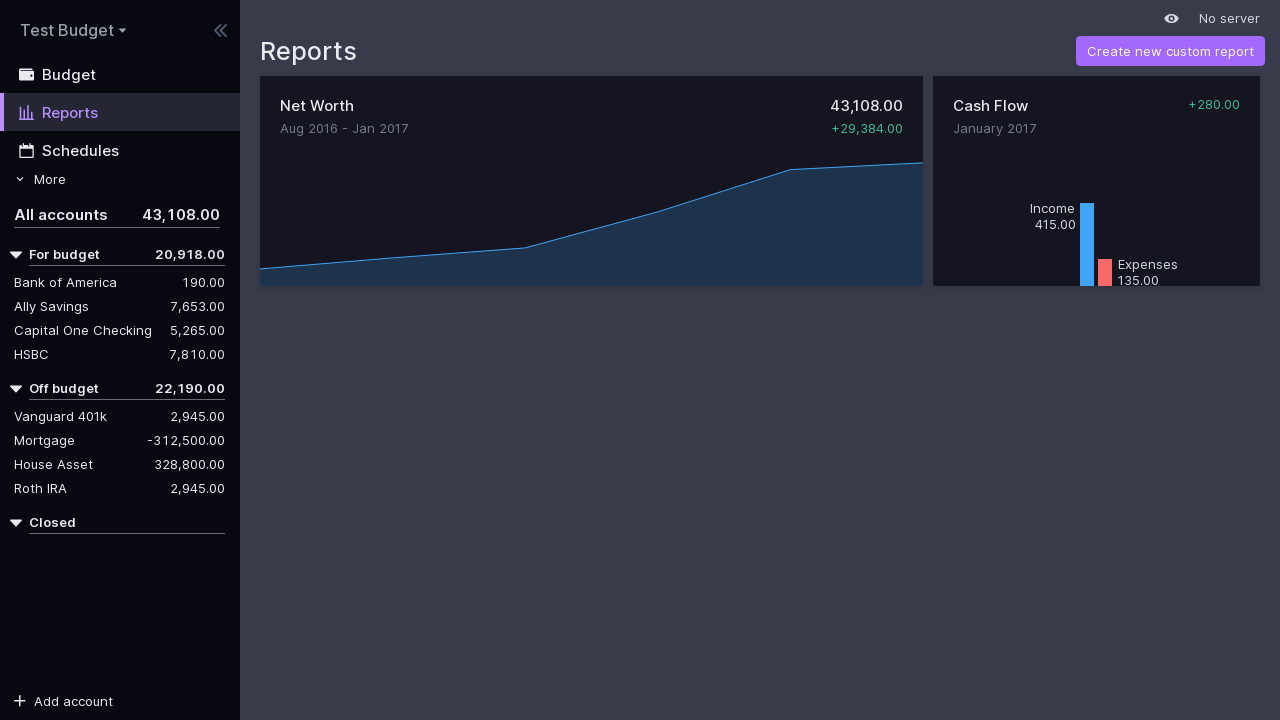 Test Budget
Budget
Reports
Schedules
More
All accounts 43,108.00
For budget 20,918.00
Bank of America 190.00
Ally Savings 7,653.00
Capital One Checking 5,265.00
HSBC 7,810.00
Off budget 22,190.00
Vanguard 401k 2,945.00
Mortgage -312,500.00
House Asset 328,800.00
Roth IRA 2,945.00
Closed
Add account
No server
Reports
Create new custom report
Net Worth 43,108.00
Aug 2016 - Jan 2017 +29,384.00
Cash Flow +280.00
January 2017
Income
415.00
Expenses
135.00